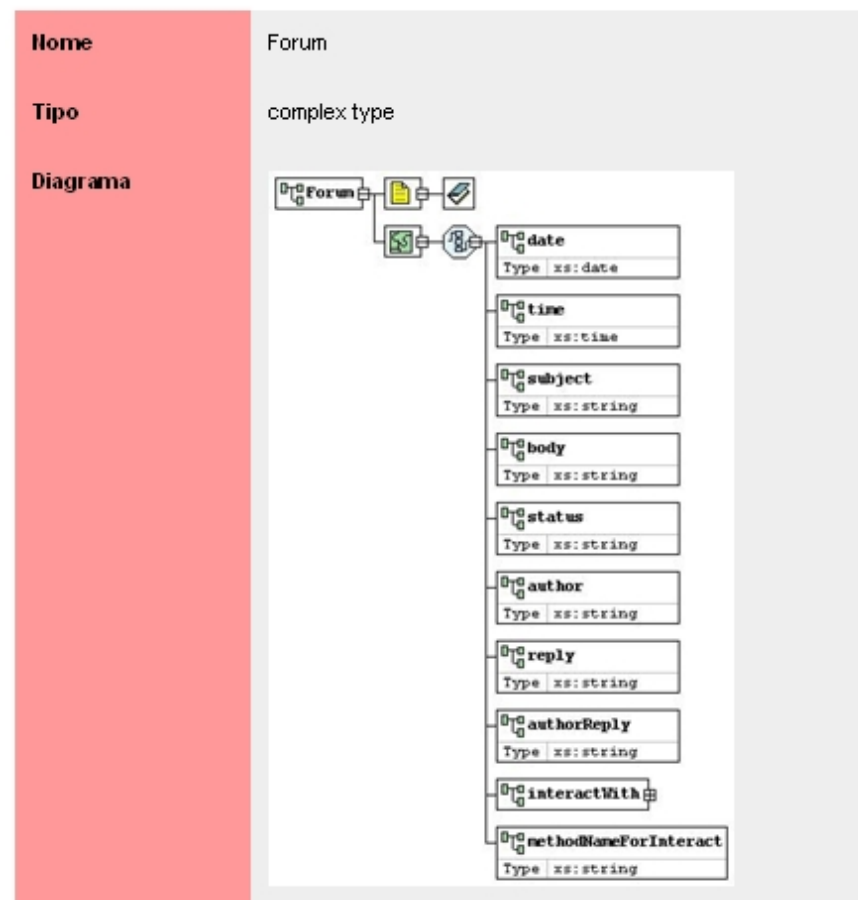 Nome Forum
Tipo complex type
Diagrama
Forum
date
Type xs:date
time
Type xs:time
subject
Type xs:string
body
Type xs:string
status
Type xs:string
author
Type xs:string
reply
Type xs:string
authorReply
Type xs:string
interactWith
methodNameForInteract
Type xs:string